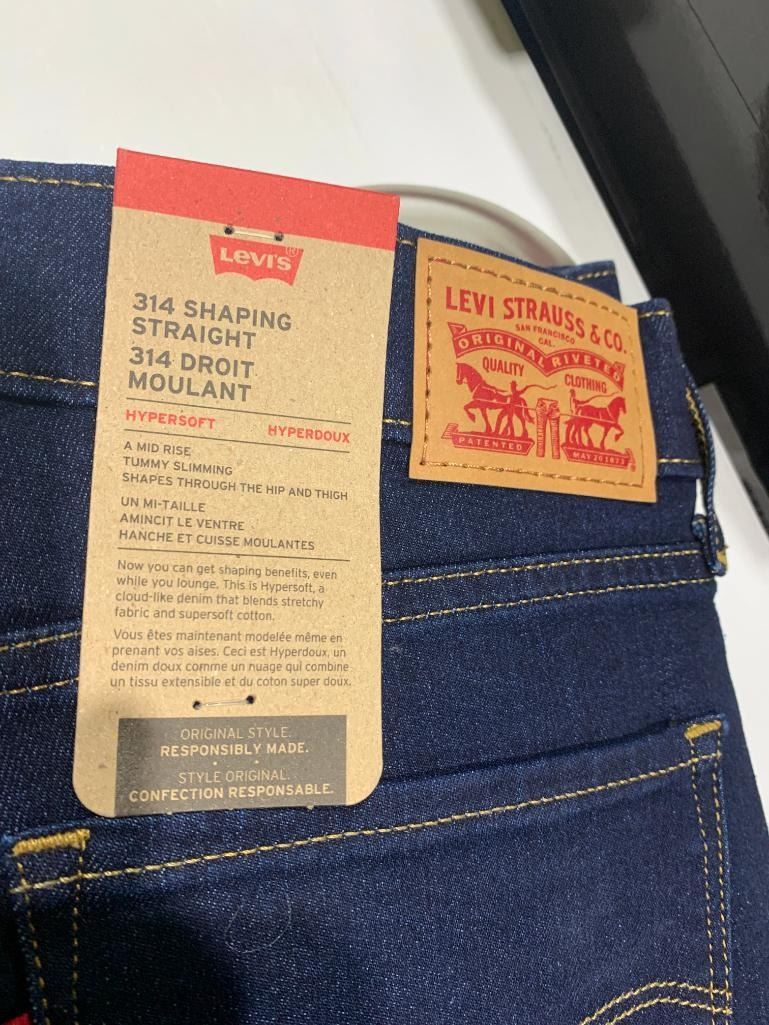 LEVI'S®
314 SHAPING
STRAIGHT
314 DROIT
MOULANT
HYPERSOFT HYPERDOUX
A MID RISE
TUMMY SLIMMING
SHAPES THROUGH THE HIP AND THIGH
UN MI-TAILLE
AMINCIT LE VENTRE
HANCHE ET CUISSE MOULANTES
Now you can get shaping benefits, even
while you lounge. This is Hypersoft, a
cloud-like denim that blends stretchy
fabric and supersoft cotton.
Vous êtes maintenant modelée même en
prenant vos aises. Ceci est Hyperdoux, un
denim doux comme un nuage qui combine
un tissu extensible et du coton super doux.
ORIGINAL STYLE.
RESPONSIBLY MADE.
STYLE ORIGINAL.
CONFECTION RESPONSABLE.
LEVI STRAUSS & CO.
SAN FRANCISCO
CAL.
ORIGINAL RIVETED
QUALITY CLOTHING
PATENTED MAY 20 1873